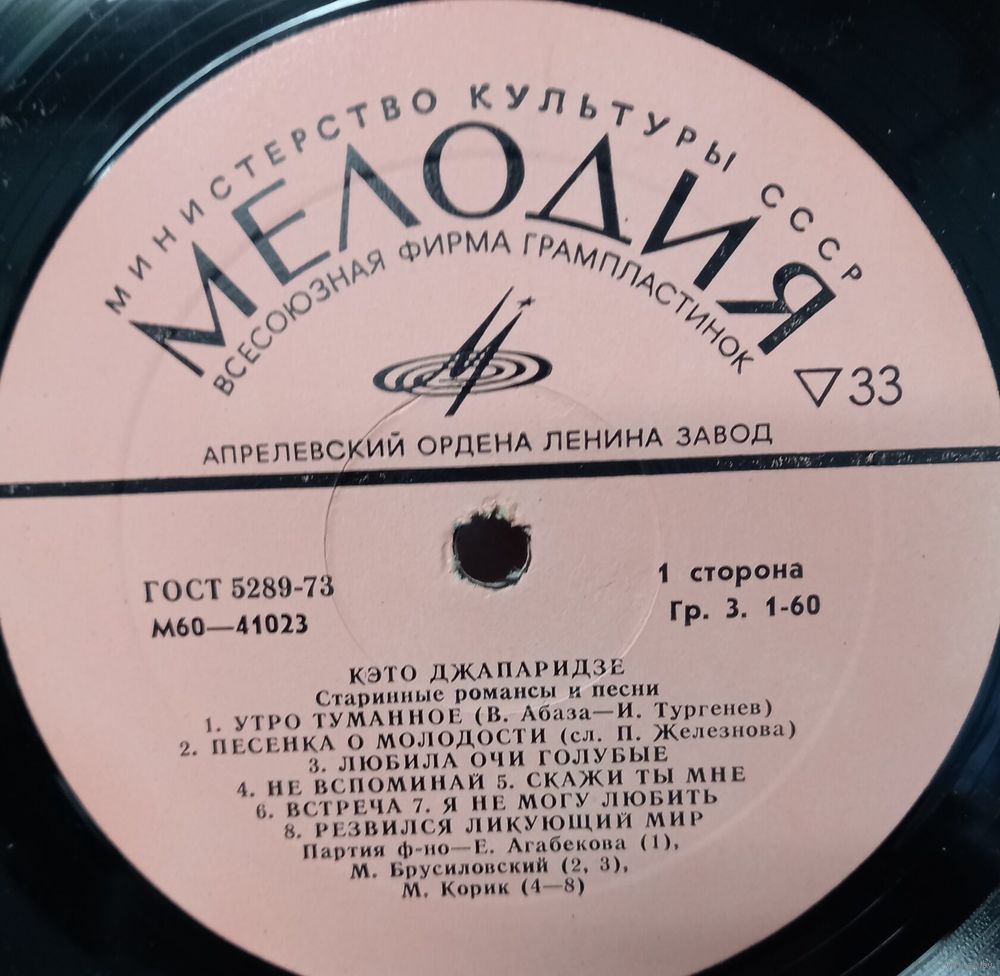 МИНИСТЕРСТВО КУЛЬТУРЫ СССР
МЕЛОДИЯ
ВСЕСОЮЗНАЯ ФИРМА ГРАМПЛАСТИНОК
33
АПРЕЛЕВСКИЙ ОРДЕНА ЛЕНИНА ЗАВОД
ГОСТ 5289-73
М60—41023
1 сторона
Гр. 3. 1-60
КЭТО ДЖАПАРИДЗЕ
Старинные романсы и песни
1. УТРО ТУМАННОЕ (В. Абаза—И. Тургенев)
2. ПЕСЕНКА О МОЛОДОСТИ (сл. П. Железнова)
3. ЛЮБИЛА ОЧИ ГОЛУБЫЕ
4. НЕ ВСПОМИНАЙ 5. СКАЖИ ТЫ МНЕ
6. ВСТРЕЧА 7. Я НЕ МОГУ ЛЮБИТЬ
8. РЕЗВИЛСЯ ЛИКУЮЩИЙ МИР
Партия ф-но—Е. Агабекова (1),
М. Брусиловский (2, 3),
М. Корик (4—8)